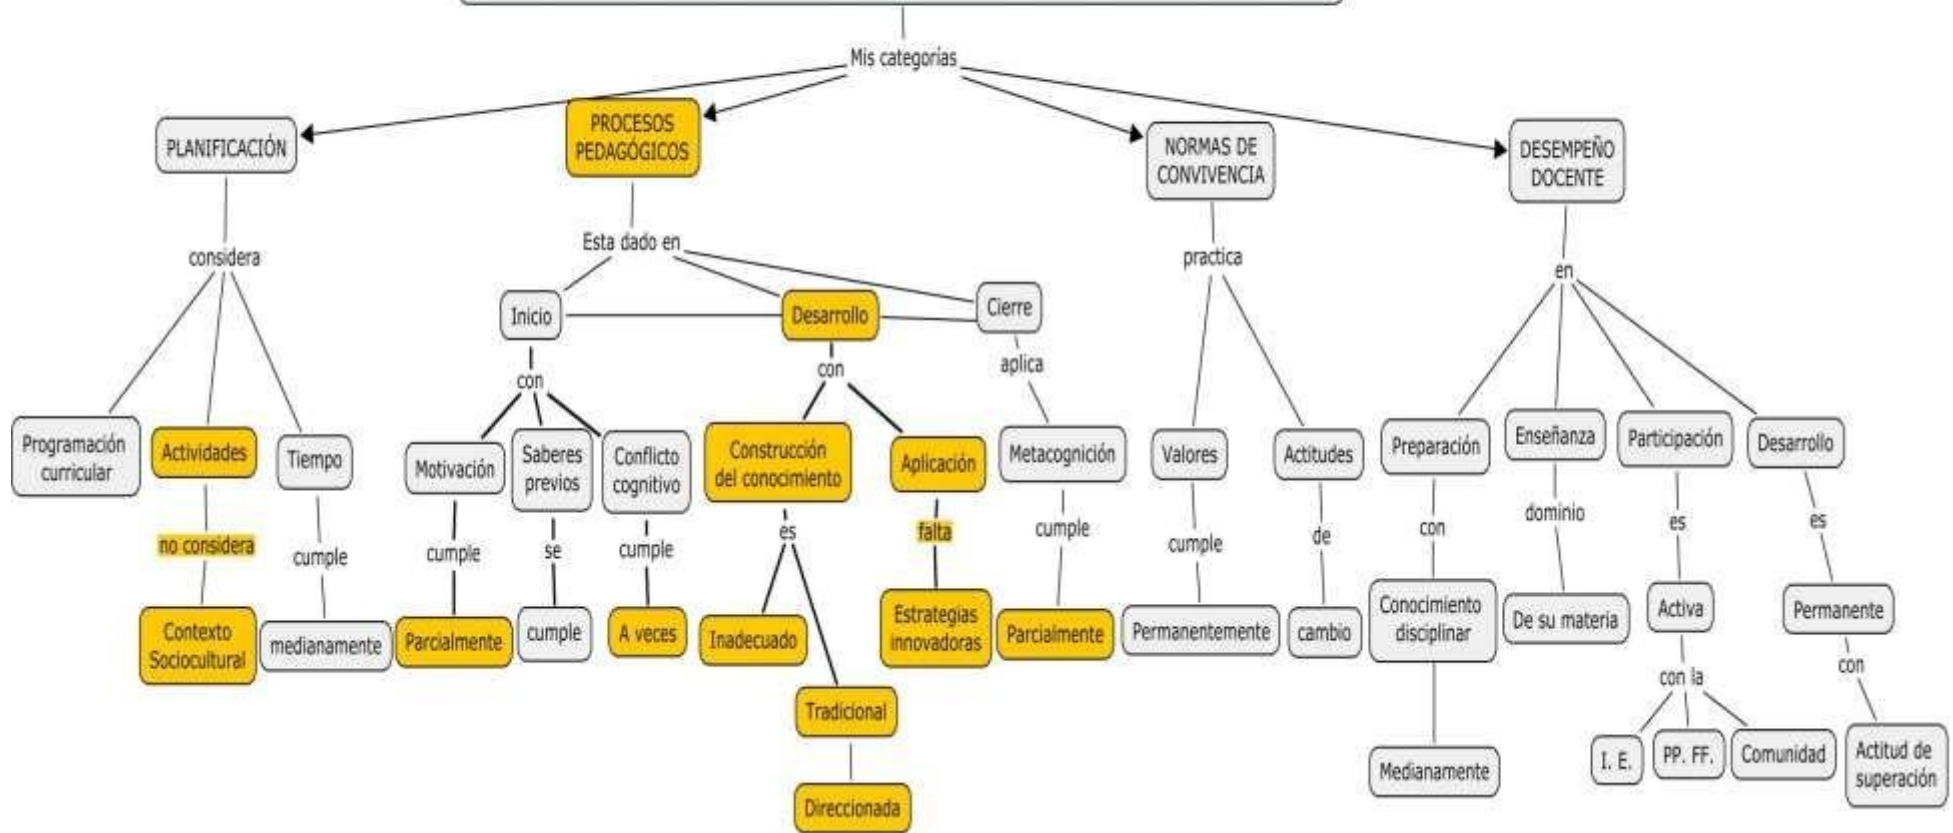 Mis categorías
PLANIFICACIÓN
PROCESOS
PEDAGÓGICOS
NORMAS DE
CONVIVENCIA
DESEMPEÑO
DOCENTE
considera
Esta dado en
practica
en
Inicio
Desarrollo
Cierre
con
con
aplica
Programación
curricular
Actividades
Tiempo
Motivación
Saberes
previos
Conflicto
cognitivo
Construcción
del conocimiento
Aplicación
Metacognición
Valores
Actitudes
Preparación
Enseñanza
Participación
Desarrollo
no considera
cumple
cumple
se
cumple
es
falta
cumple
cumple
de
con
dominio
es
es
Contexto
Sociocultural
medianamente
Parcialmente
cumple
A veces
Inadecuado
Estrategias
innovadoras
Parcialmente
Permanentemente
cambio
Conocimiento
disciplinar
De su materia
Activa
Permanente
con la
con
Tradicional
Direccionada
Medianamente
I. E.
PP. FF.
Comunidad
Actitud de
superación